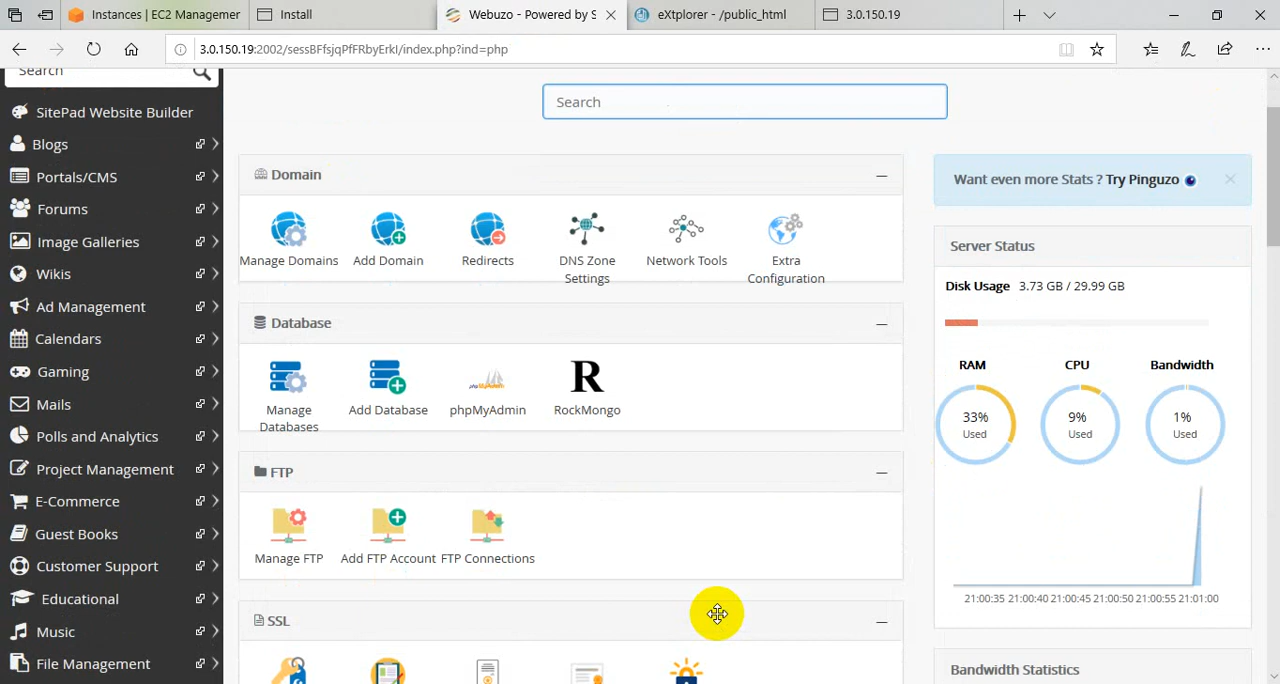 Instances | EC2 Managemer
Install
Webuzo - Powered by S
eXtplorer - /public_html
3.0.150.19
3.0.150.19:2002/sessBFfsjqPfFRbyErkI/index.php?ind=php
Search
SitePad Website Builder
Blogs
Portals/CMS
Forums
Image Galleries
Wikis
Ad Management
Calendars
Gaming
Mails
Polls and Analytics
Project Management
E-Commerce
Guest Books
Customer Support
Educational
Music
File Management
Search
Domain
Manage Domains
Add Domain
Redirects
DNS Zone
Settings
Network Tools
Extra
Configuration
Database
Manage
Databases
Add Database
phpMyAdmin
phpMyAdmin
R
RockMongo
FTP
Manage FTP
Add FTP Account
FTP Connections
SSL
Want even more Stats ? Try Pinguzo
Server Status
Disk Usage 3.73 GB / 29.99 GB
RAM
CPU
Bandwidth
33%
Used
9%
Used
1%
Used
21:00:35 21:00:40 21:00:45 21:00:50 21:00:55 21:01:00
Bandwidth Statistics